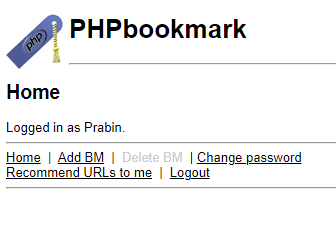 php
PHPbookmark
Home
Logged in as Prabin.
Home | Add BM | Delete BM | Change password
Recommend URLs to me | Logout